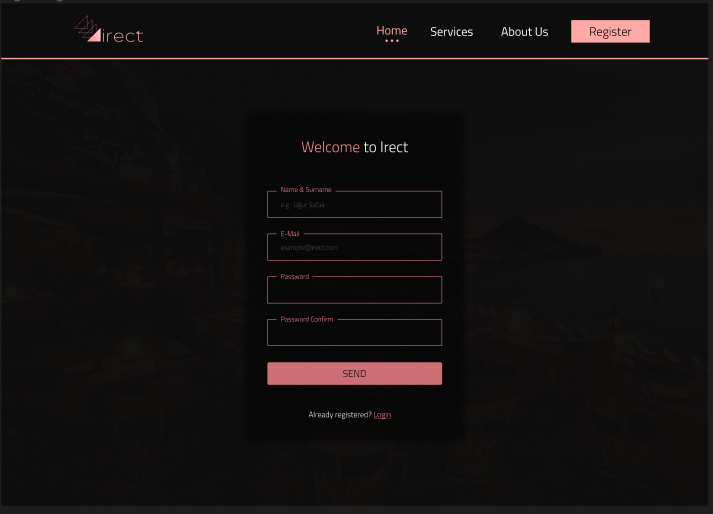 irect
Home Services About Us Register
Welcome to Irect
Name & Surname
e.g.: Uğur Şafak
E-Mail
example@irect.com
Password
Password Confirm
SEND
Already registered? Login